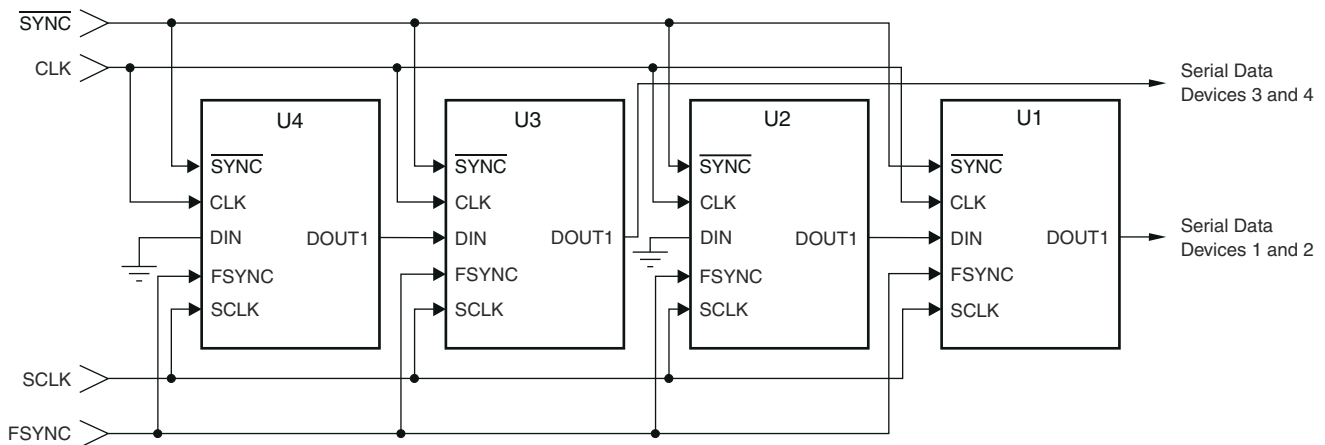 SYNC
CLK
Serial Data
Devices 3 and 4
U4
U3
U2
U1
SYNC
SYNC
SYNC
SYNC
CLK
CLK
CLK
CLK
DIN
DOUT1
DIN
DOUT1
DIN
DOUT1
DIN
DOUT1
Serial Data
Devices 1 and 2
FSYNC
FSYNC
FSYNC
FSYNC
SCLK
SCLK
SCLK
SCLK
SCLK
FSYNC